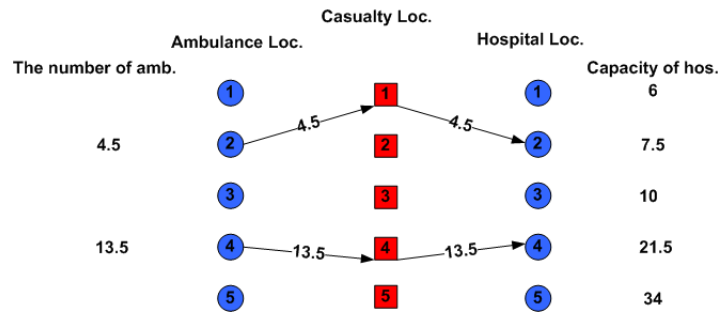 Casualty Loc.
Ambulance Loc.
Hospital Loc.
The number of amb.
Capacity of hos.
1 1 1 6
4.5 4.5
4.5 2 2 2 7.5
3 3 3 10
13.5 4 13.5 4 13.5 4 21.5
5 5 5 34